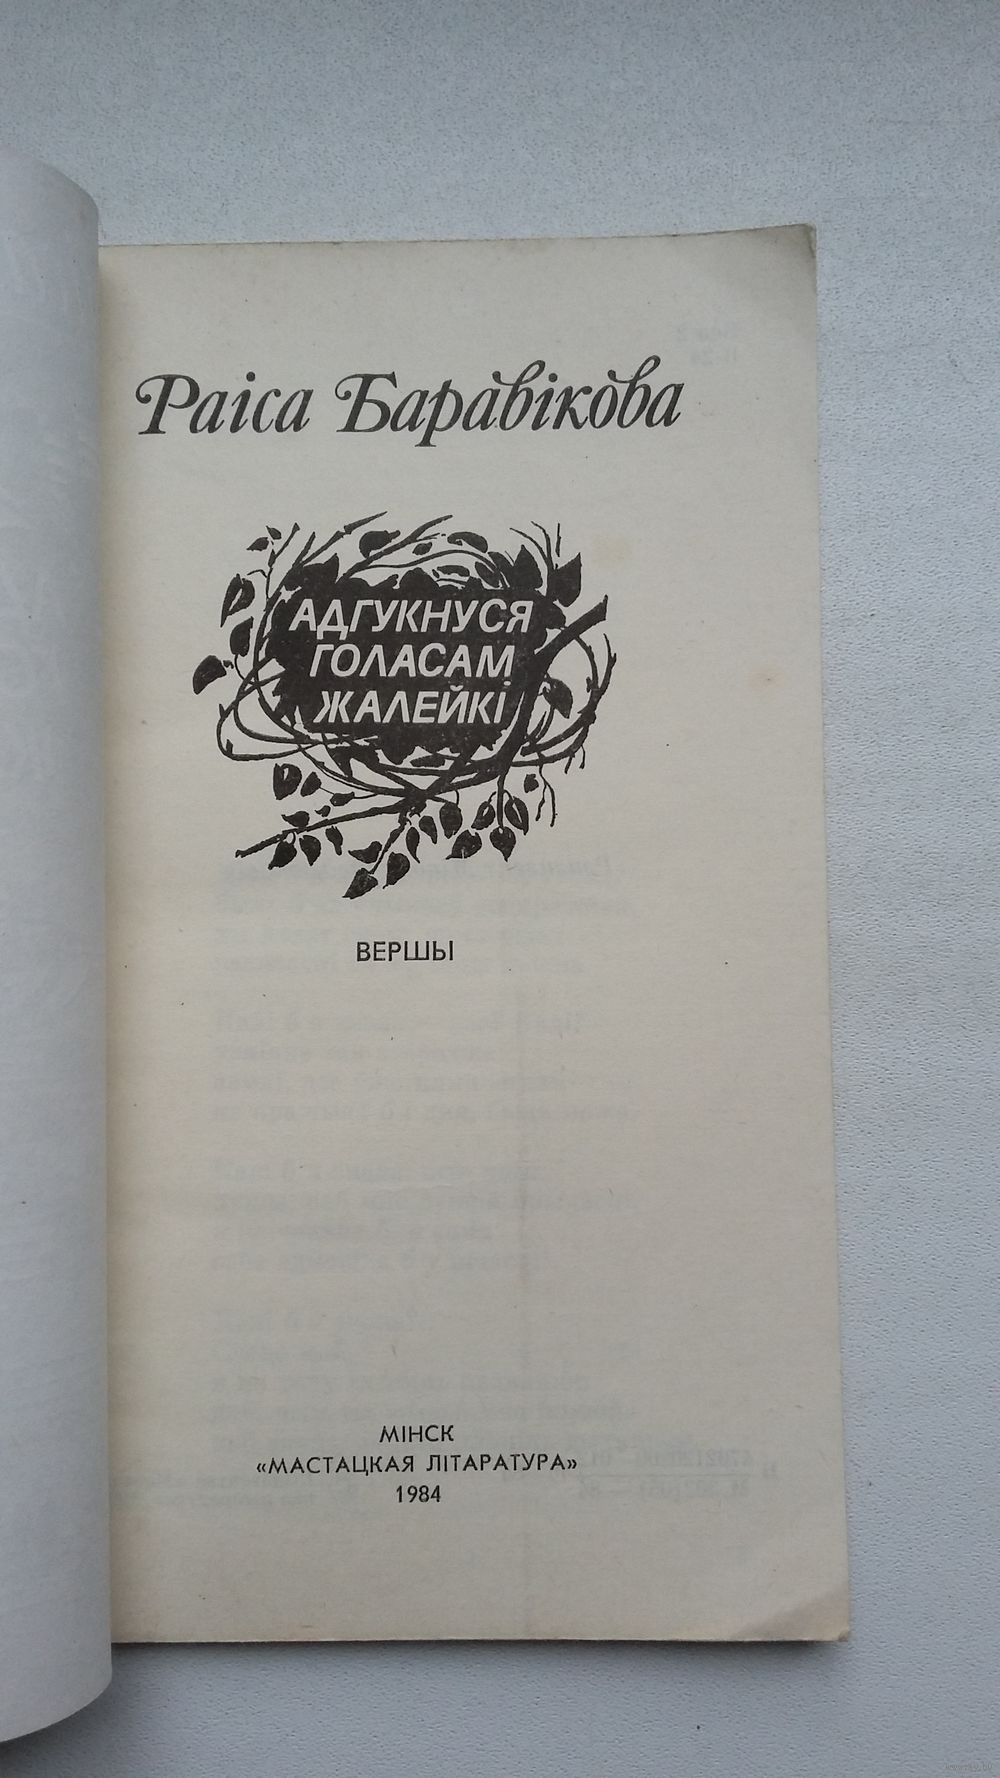 Раіса Баравікова
АДГУКНУСЯ
ГОЛАСАМ
ЖАЛЕЙКІ
ВЕРШЫ
МІНСК
«МАСТАЦКАЯ ЛІТАРАТУРА»
1984